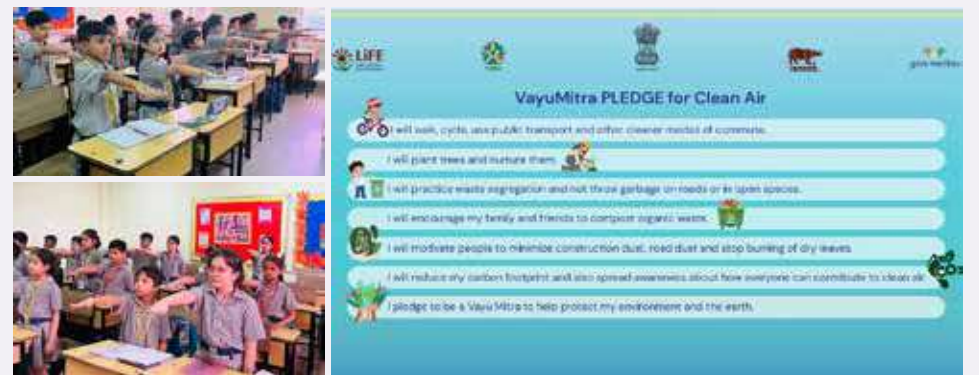 LiFE
VayuMitra PLEDGE for Clean Air
I will walk, cycle, use public transport and other cleaner modes of commute.
I will plant trees and nurture them.
I will practice waste segregation and not throw garbage on roads or in open spaces.
I will encourage my family and friends to compost organic waste.
I will motivate people to minimize construction dust, road dust and stop burning of dry leaves.
I will reduce my carbon footprint and also spread awareness about how everyone can contribute to clean air.
I pledge to be a Vayu Mitra to help protect my environment and the earth.